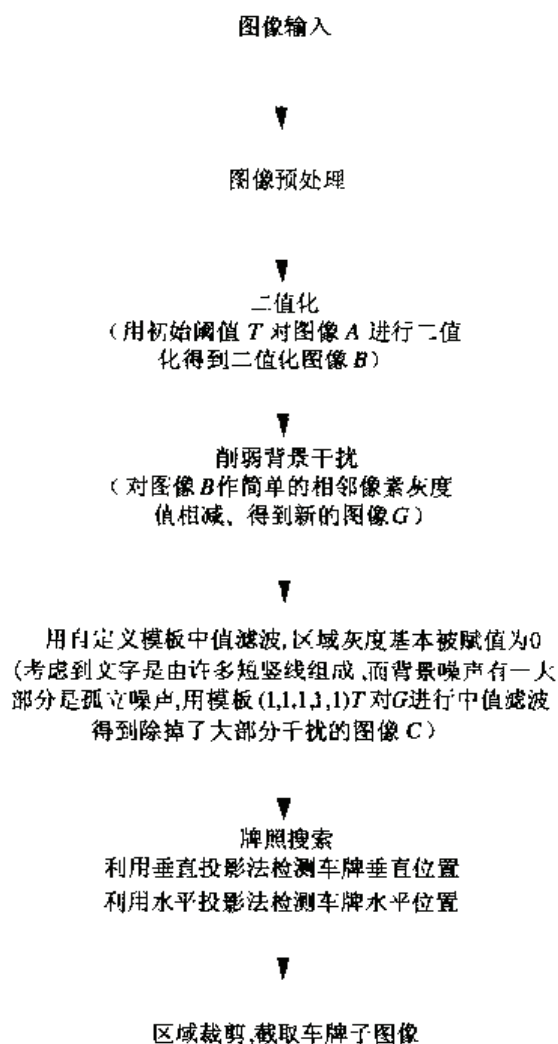 图像输入
图像预处理
二值化
（用初始阈值 T 对图像 A 进行二值
化得到二值化图像 B）
削弱背景干扰
（对图像B作简单的相邻像素灰度
值相减、得到新的图像G）
用自定义模板中值滤波,区域灰度基本被赋值为0
(考虑到文字是由许多短竖线组成,而背景噪声有一大
部分是孤立噪声,用模板(1,1,1,1,1)T 对G进行中值滤波
得到除掉了大部分干扰的图像 C）
牌照搜索
利用垂直投影法检测车牌垂直位置
利用水平投影法检测车牌水平位置
区域裁剪,截取车牌子图像